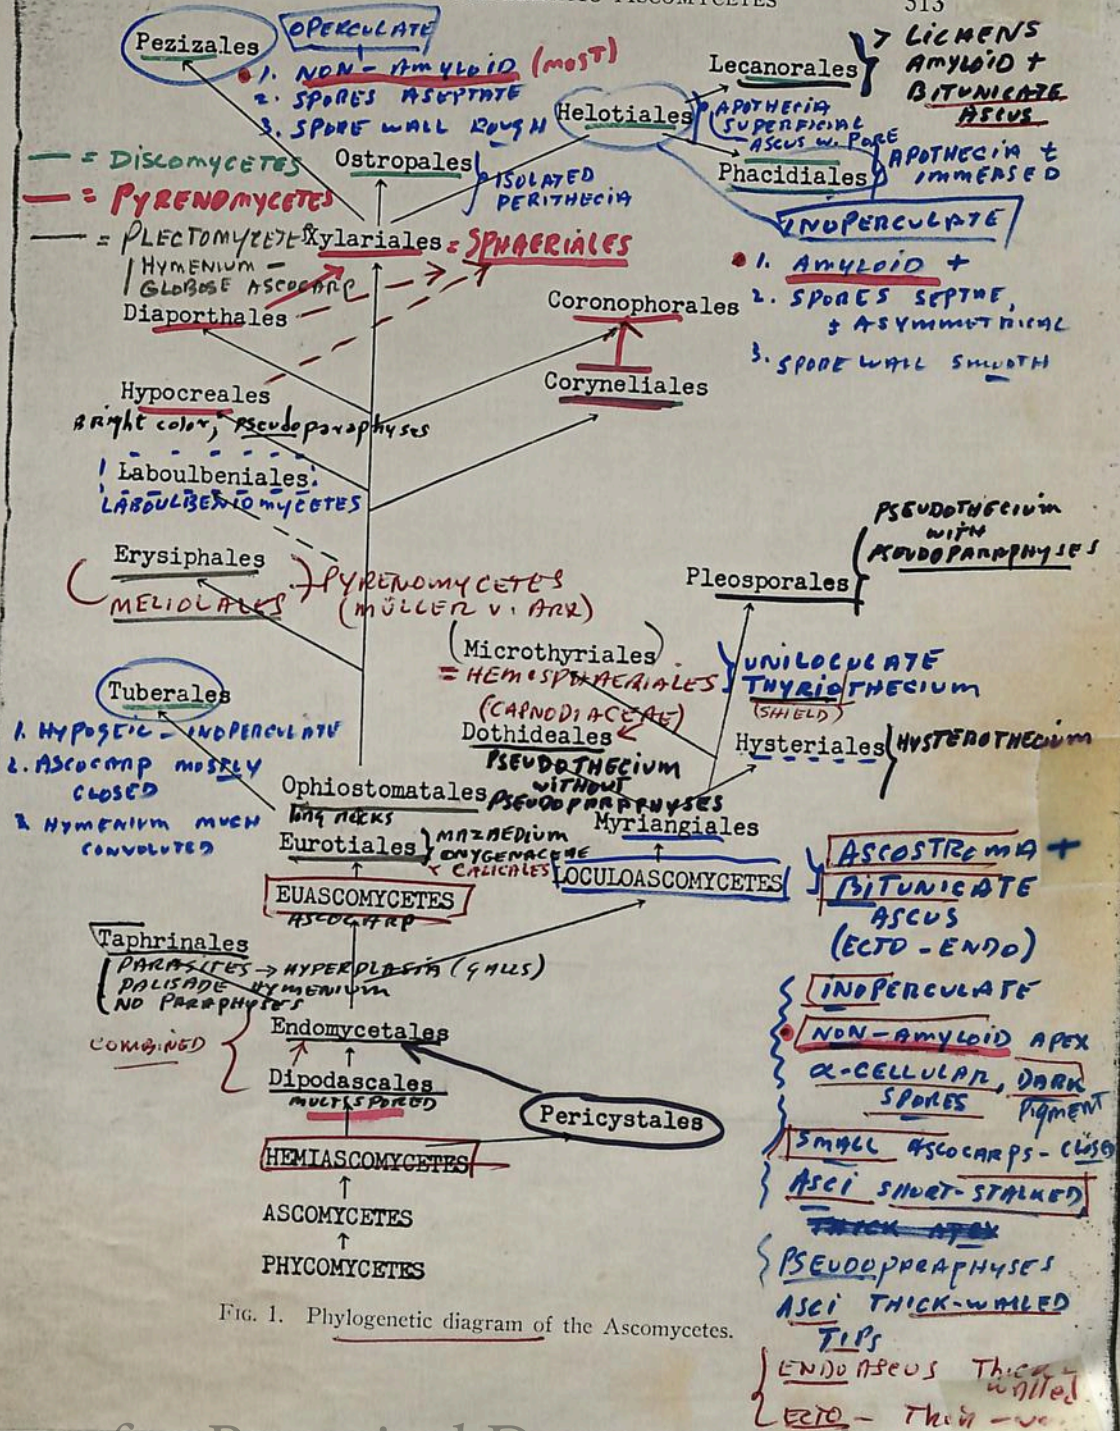 ASCOMYCETES
313
Pezizales
OPERCULATE
1. NON-AMYLOID (MOST)
2. SPORES ASEPTATE
3. SPORE WALL ROUGH
Lecanorales
> LICHENS
AMYLOID +
BITUNICATE
ASCUS
Helotiales
APOTHECIA
SUPERFICIAL
ASCUS W. PORE
— = DISCOMYCETES
Ostropales
ISOLATED
PERITHECIA
Phacidiales
APOTHECIA ±
IMMERSED
— = PYRENOMYCETES
INOPERCULATE
— = PLECTOMYCETES
Xylariales = SPHAERIALES
HYMENIUM -
GLOBOSE ASCOCARP
1. AMYLOID +
2. SPORES SEPTATE,
± ASYMMETRICAL
3. SPORE WALL SMOOTH
Diaporthales
Coronophorales
Coryneliales
Hypocreales
Bright color, pseudoparaphyses
Laboulbeniales
LABOULBENIOMYCETES
PSEUDOTHECIUM
WITH
PSEUDOPARAPHYSES
Erysiphales
(MELIOLALES)
PYRENOMYCETES
(MÜLLER V. ARX)
Pleosporales
(Microthyriales)
= HEMISPHAERIALES
UNILOCULATE
THYRIOTHECIUM
(SHIELD)
Tuberales
1. HYPOGEIC - INOPERCULATE
2. ASCOCARP MOSTLY
CLOSED
3. HYMENIUM MUCH
CONVOLUTED
(CAPNODIACEAE)
Dothideales
PSEUDOTHECIUM
WITHOUT
PSEUDOPARAPHYSES
Hysteriales
HYSTEROTHECIUM
Ophiostomatales
long necks
Myriangiales
Eurotiales
MAZAEDIUM
ONYGENACEAE
CALICALES
EUASCOMYCETES
ASCOCARP
LOCULOASCOMYCETES
ASCOSTROMA +
BITUNICATE
ASCUS
(ECTO-ENDO)
Taphrinales
PARASITES → HYPERPLASIA (GALLS)
PALISADE HYMENIUM
NO PARAPHYSES
INOPERCULATE
NON-AMYLOID APEX
α-CELLULAR, DARK
SPORES PIGMENT
Endomycetales
COMBINED
Dipodascales
MULTISPORED
Pericystales
SMALL ASCOCARPS - CLOSED
ASCI SHORT-STALKED
THICK APEX
HEMIASCOMYCETES
ASCOMYCETES
PHYCOMYCETES
PSEUDOPARAPHYSES
ASCI THICK-WALLED
TIPS
FIG. 1. Phylogenetic diagram of the Ascomycetes.
ENDO ASCUS Thick-
walled
ECTO - Thin -